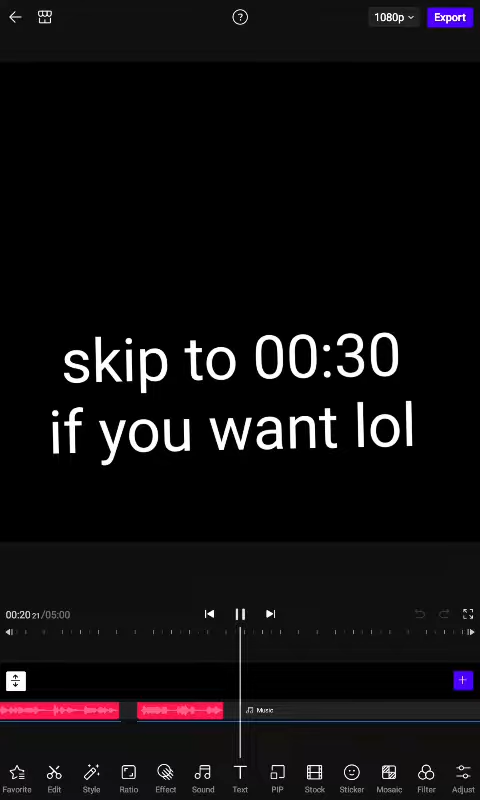 ?
1080p
Export
skip to 00:30
if you want lol
00:20 21/05:00
Music
Favorite
Edit
Style
Ratio
Effect
Sound
Text
PIP
Stock
Sticker
Mosaic
Filter
Adjust